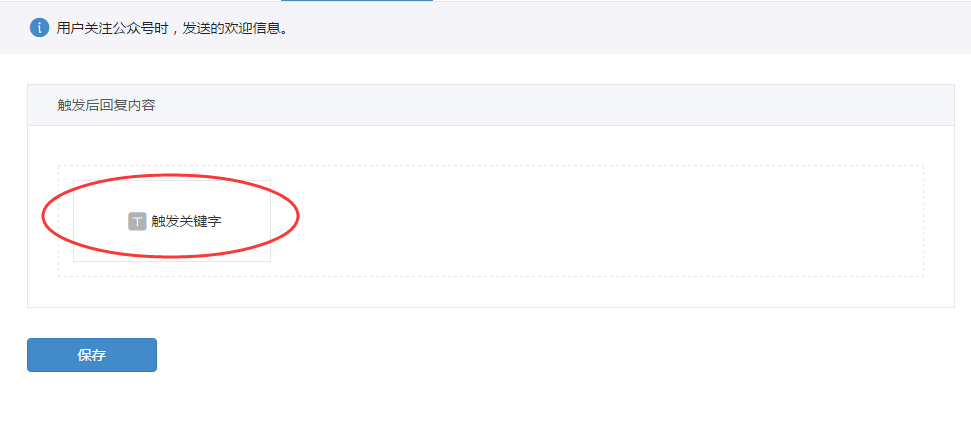 用户关注公众号时，发送的欢迎信息。
触发后回复内容
触发关键字
保存